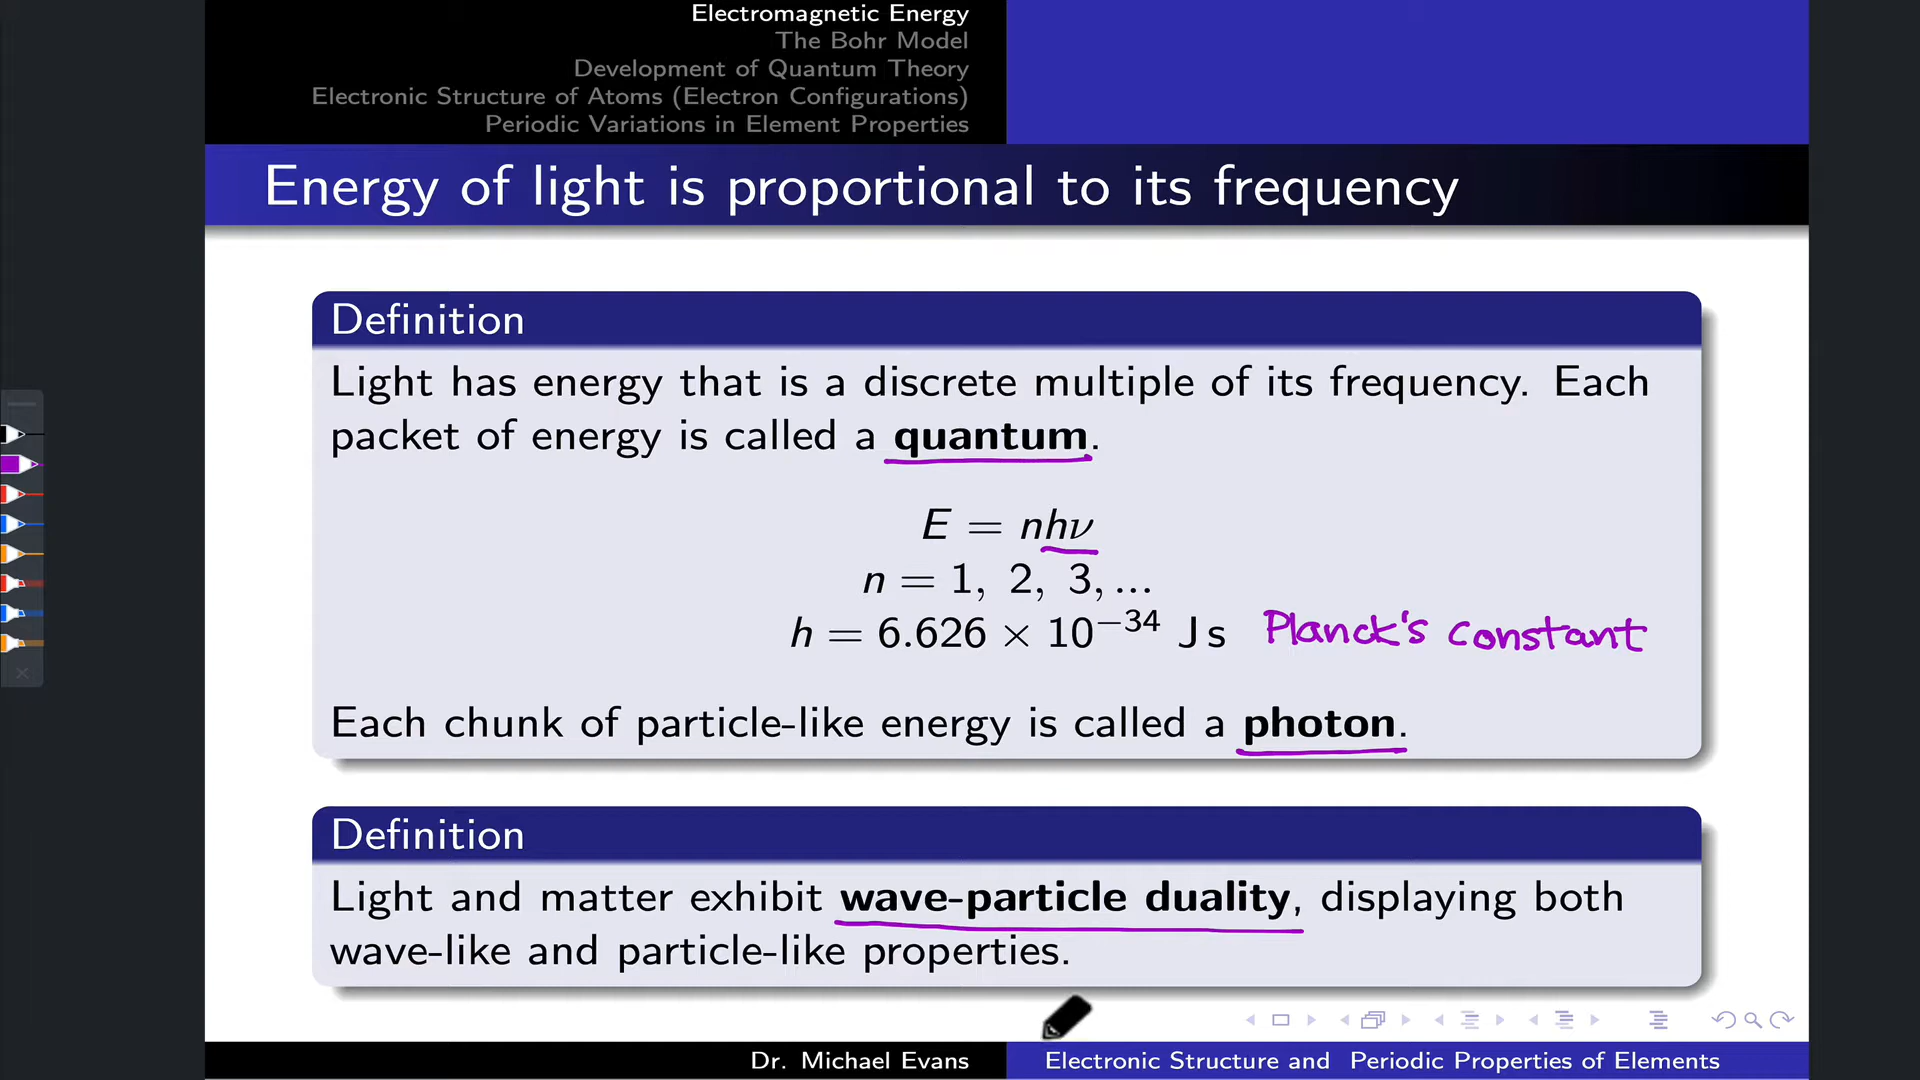 Electromagnetic Energy
The Bohr Model
Development of Quantum Theory
Electronic Structure of Atoms (Electron Configurations)
Periodic Variations in Element Properties
Energy of light is proportional to its frequency
Definition
Light has energy that is a discrete multiple of its frequency. Each
packet of energy is called a quantum.
E = nhν
n = 1, 2, 3, ...
h = 6.626 × 10⁻³⁴ J s Planck's constant
Each chunk of particle-like energy is called a photon.
Definition
Light and matter exhibit wave-particle duality, displaying both
wave-like and particle-like properties.
Dr. Michael Evans
Electronic Structure and Periodic Properties of Elements